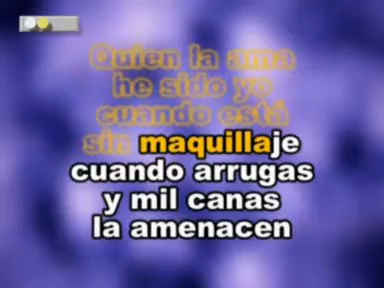 Quien la ama
he sido yo
cuando está
sin maquillaje
cuando arrugas
y mil canas
la amenacen